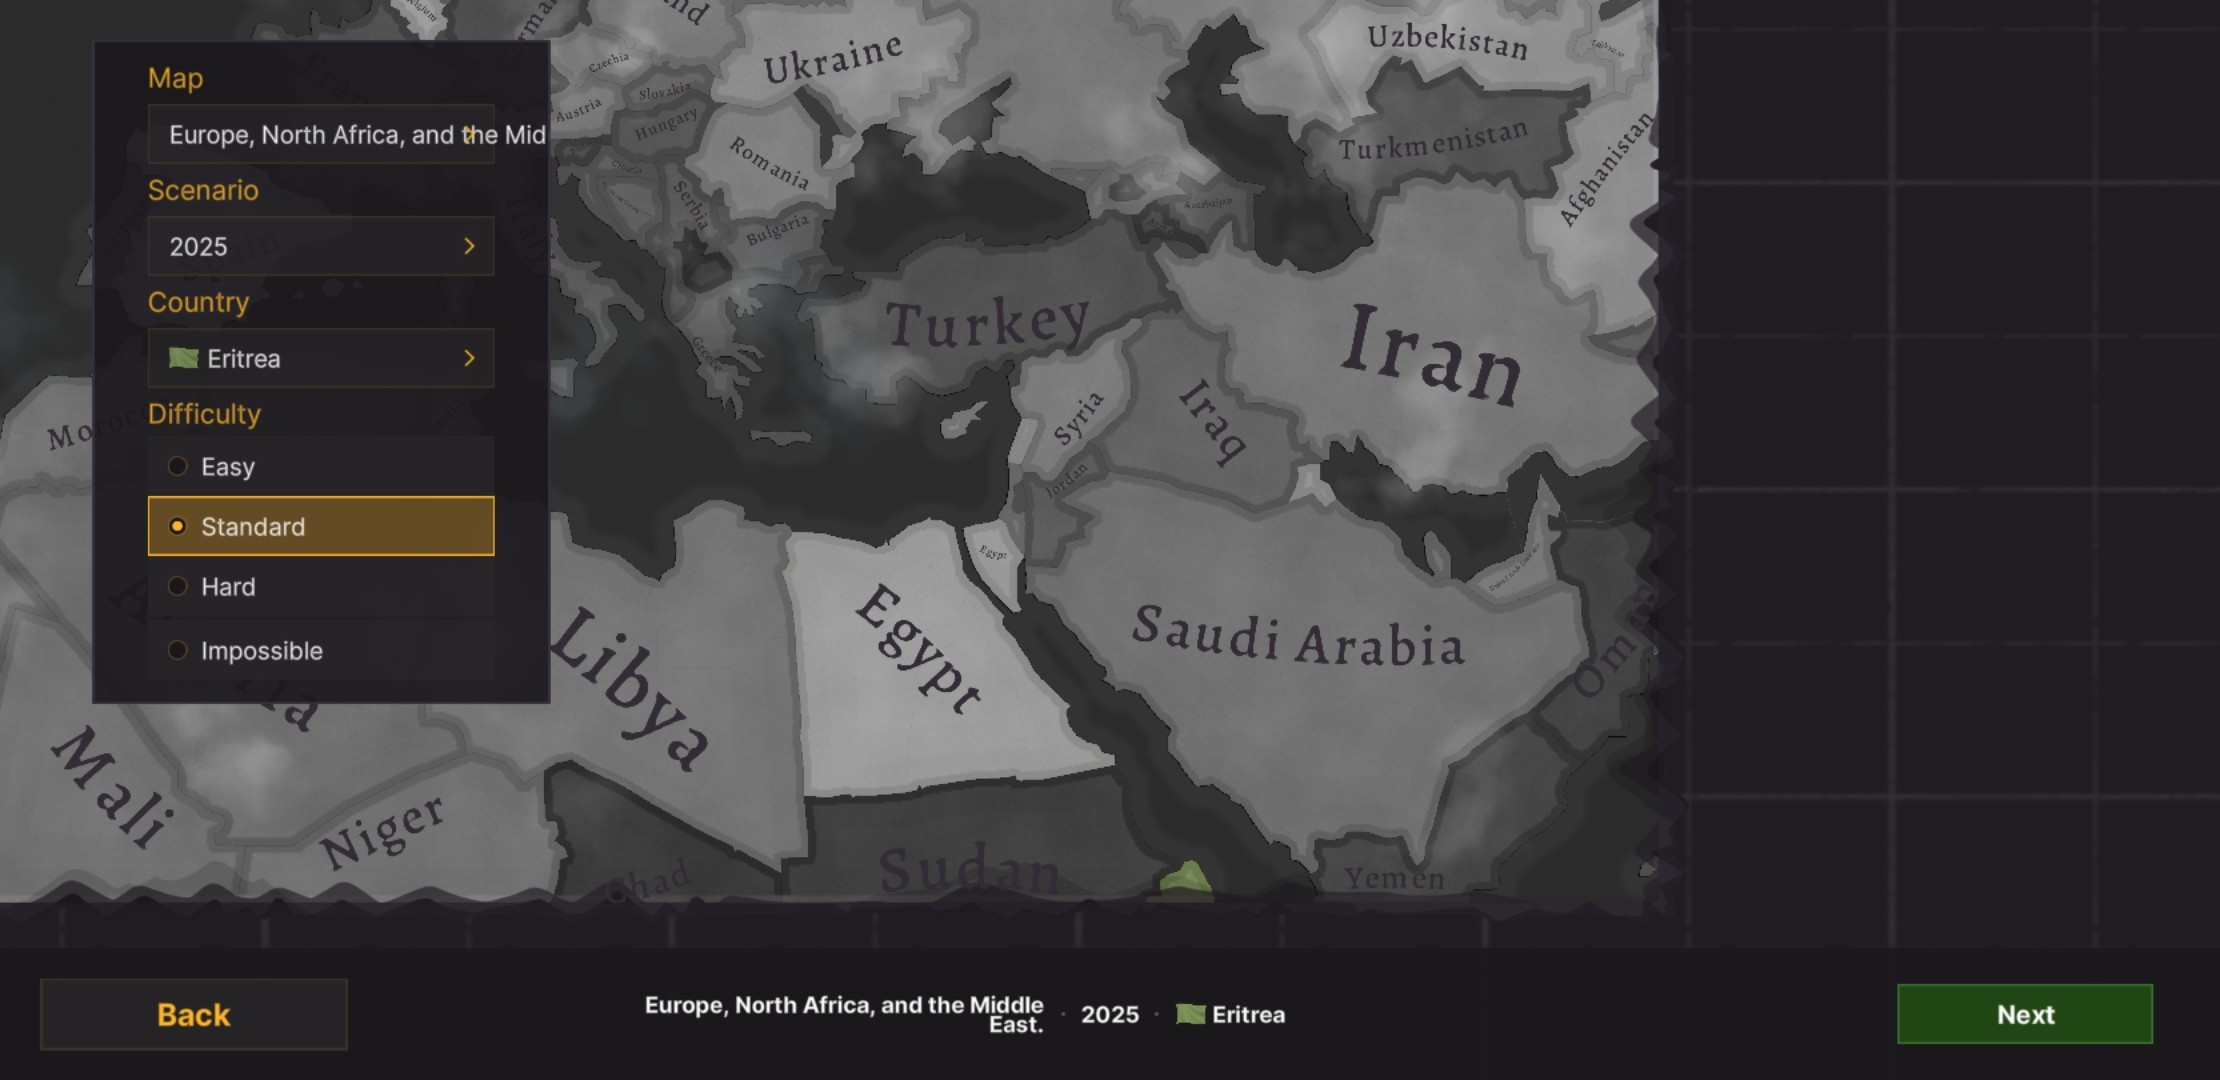 Map
Europe, North Africa, and the Mid
Scenario
2025
Country
Eritrea
Difficulty
Easy
Standard
Hard
Impossible
Ukraine
Uzbekistan
Czechia
Slovakia
Austria
Hungary
Romania
Serbia
Bulgaria
Turkmenistan
Afghanistan
Azerbaijan
Turkey
Iran
Greece
Syria
Iraq
Jordan
Morocco
Egypt
Libya
Egypt
Saudi Arabia
Oman
Mali
Niger
Chad
Sudan
Yemen
Back
Europe, North Africa, and the Middle
East.
· 2025 · Eritrea
Next